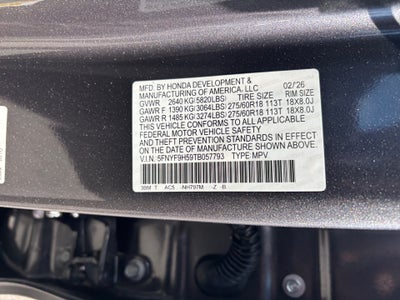 MFD. BY HONDA DEVELOPMENT &
MANUFACTURING OF AMERICA, LLC 02/26
GVWR 2640 KG(5820LBS) TIRE SIZE RIM SIZE
GAWR F 1390 KG(3064LBS) 275/60R18 113T 18X8.0J
GAWR R 1485 KG(3274LBS) 275/60R18 113T 18X8.0J
THIS VEHICLE CONFORMS TO ALL APPLICABLE
FEDERAL MOTOR VEHICLE SAFETY AND
THEFT PREVENTION STANDARDS IN EFFECT ON
THE DATE OF MANUFACTURE SHOWN ABOVE.
V.I.N.: 5FNYF9H59TB057793 TYPE: MPV
AC5 NH797M Z B